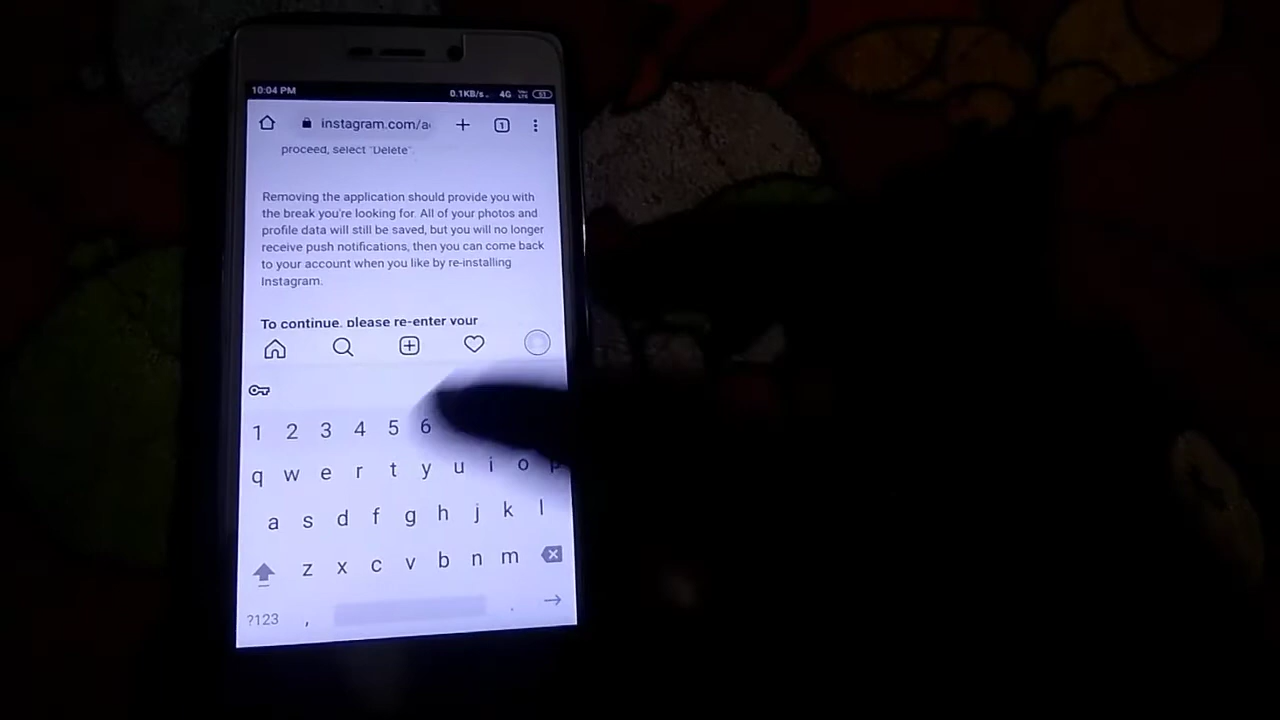 10:04 PM 0.1KB/s.. 4G VoLTE 51
instagram.com/a 1
proceed, select "Delete".
Removing the application should provide you with
the break you're looking for. All of your photos and
profile data will still be saved, but you will no longer
receive push notifications, then you can come back
to your account when you like by re-installing
Instagram.
To continue, please re-enter your
1 2 3 4 5 6
q w e r t y u i o p
a s d f g h j k l
z x c v b n m
?123 , .